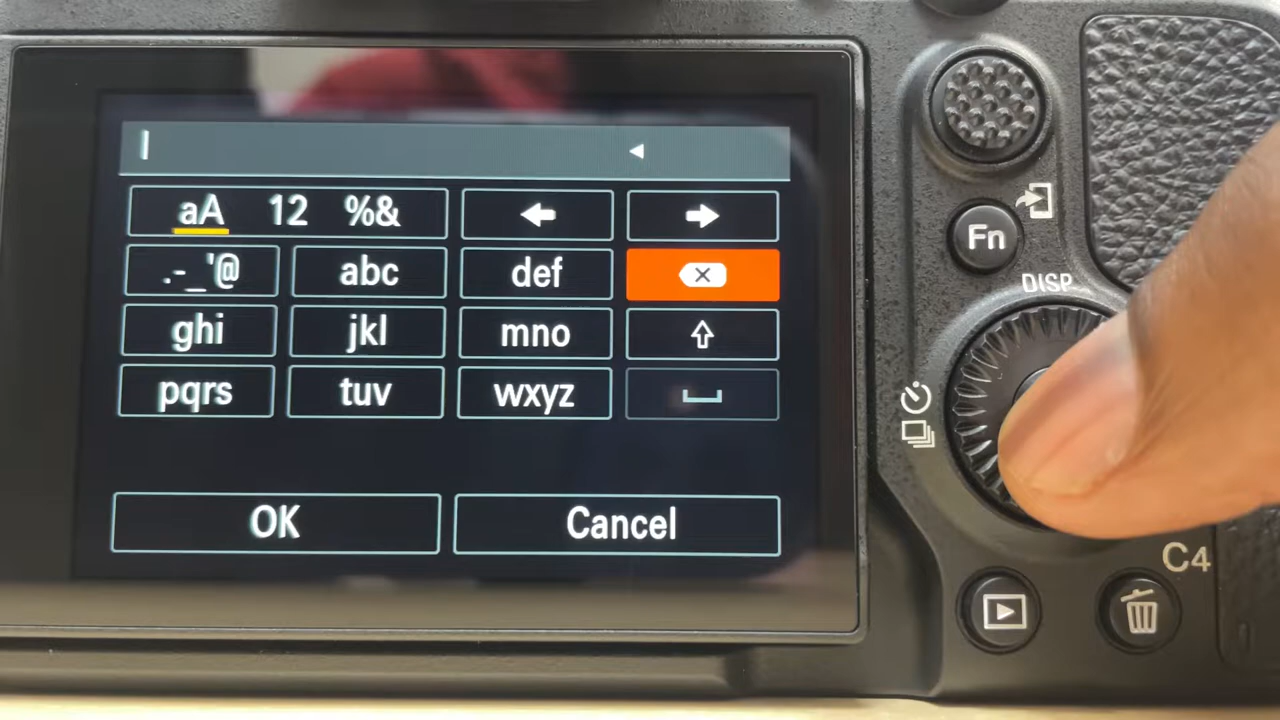 aA 12 %&
.-_'@ abc def
ghi jkl mno
pqrs tuv wxyz
OK Cancel
Fn
DISP
C4